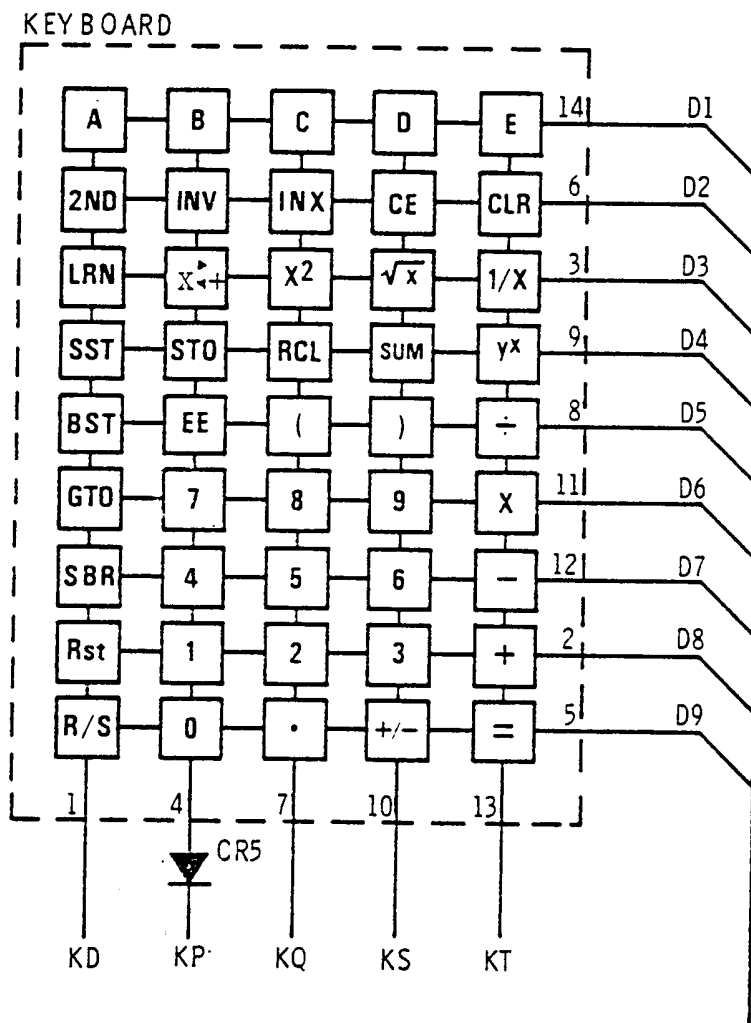 KEYBOARD
A B C D E 14 D1
2ND INV INX CE CLR 6 D2
LRN X²  √x 1/X 3 D3
SST STO RCL SUM yˣ 9 D4
BST EE ( ) ÷ 8 D5
GTO 7 8 9 X 11 D6
SBR 4 5 6 − 12 D7
Rst 1 2 3 + 2 D8
R/S 0 . +/− = 5 D9
1 4 7 10 13
CR5
KD KP KQ KS KT